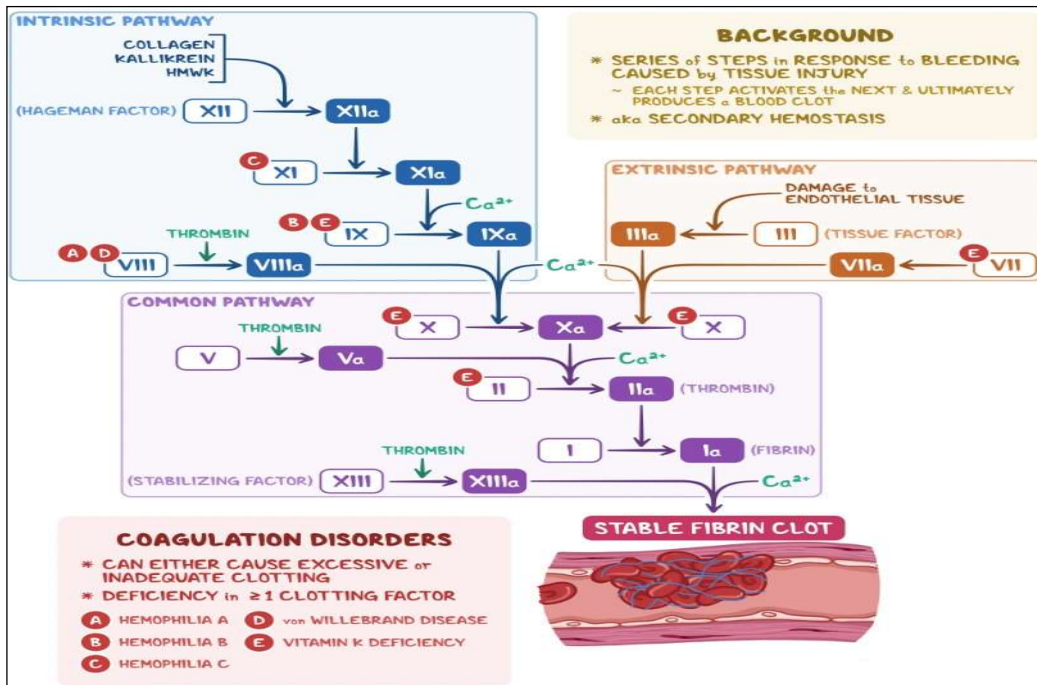 INTRINSIC PATHWAY
COLLAGEN
KALLIKREIN
HMWK
(HAGEMAN FACTOR) XII XIIa
C XI XIa
Ca²⁺
B E IX IXa
THROMBIN
A D VIII VIIIa
BACKGROUND
* SERIES of STEPS in RESPONSE to BLEEDING
CAUSED by TISSUE INJURY
~ EACH STEP ACTIVATES the NEXT & ULTIMATELY
PRODUCES a BLOOD CLOT
* aka SECONDARY HEMOSTASIS
EXTRINSIC PATHWAY
DAMAGE to
ENDOTHELIAL TISSUE
IIIa III (TISSUE FACTOR)
VIIa E VII
Ca²⁺
COMMON PATHWAY
E X Xa E X
THROMBIN
V Va Ca²⁺
E II IIa (THROMBIN)
I Ia (FIBRIN)
THROMBIN
(STABILIZING FACTOR) XIII XIIIa Ca²⁺
STABLE FIBRIN CLOT
COAGULATION DISORDERS
* CAN EITHER CAUSE EXCESSIVE or
INADEQUATE CLOTTING
* DEFICIENCY in ≥1 CLOTTING FACTOR
A HEMOPHILIA A D von WILLEBRAND DISEASE
B HEMOPHILIA B E VITAMIN K DEFICIENCY
C HEMOPHILIA C